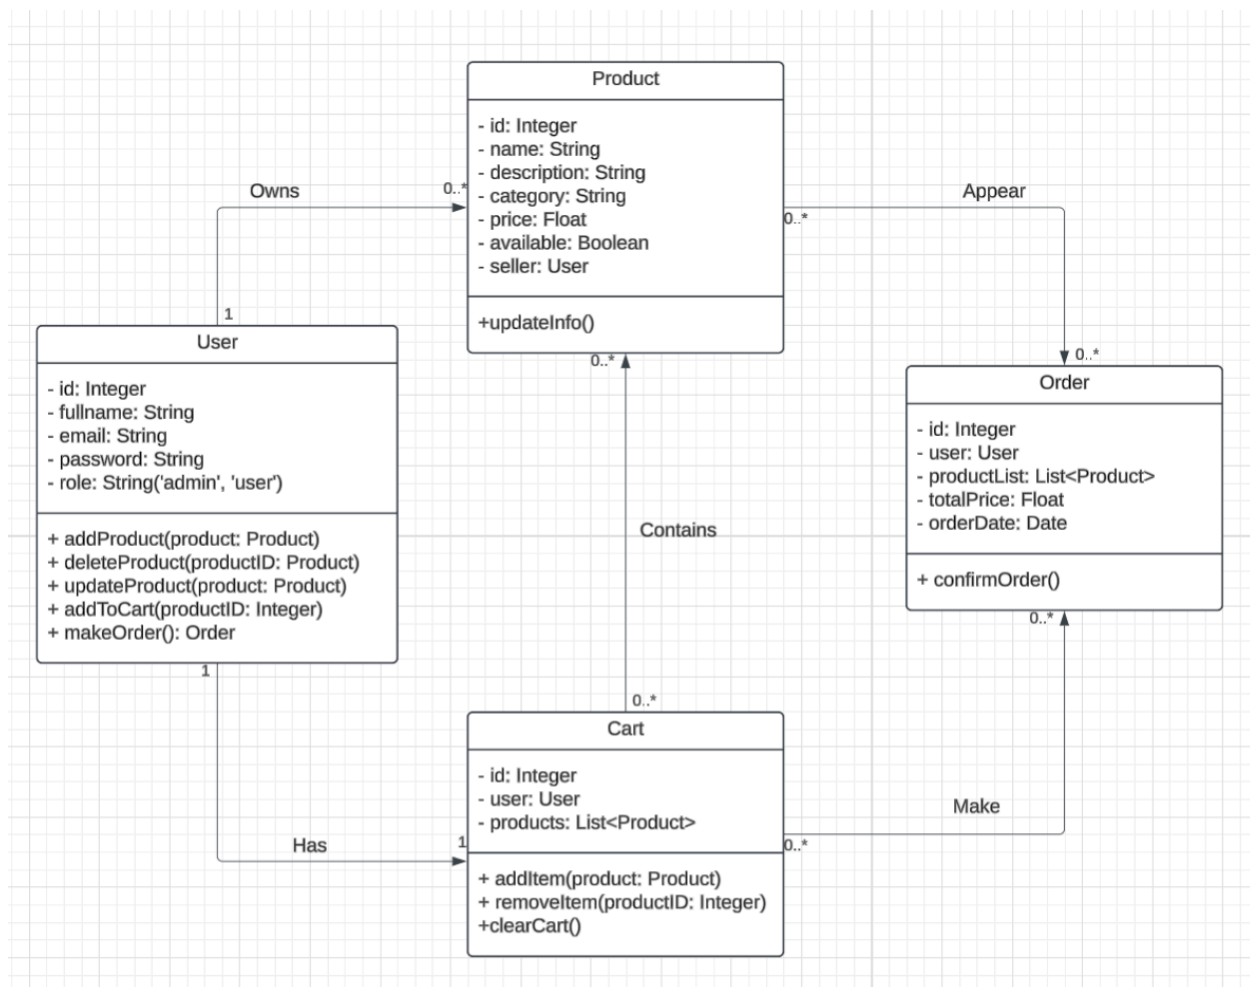 Product
- id: Integer
- name: String
- description: String
- category: String
- price: Float
- available: Boolean
- seller: User
+updateInfo()
Owns
0..*
1
0..*
Appear
0..*
0..*
User
- id: Integer
- fullname: String
- email: String
- password: String
- role: String('admin', 'user')
+ addProduct(product: Product)
+ deleteProduct(productID: Product)
+ updateProduct(product: Product)
+ addToCart(productID: Integer)
+ makeOrder(): Order
1
Order
- id: Integer
- user: User
- productList: List<Product>
- totalPrice: Float
- orderDate: Date
+ confirmOrder()
0..*
Contains
0..*
Cart
- id: Integer
- user: User
- products: List<Product>
+ addItem(product: Product)
+ removeItem(productID: Integer)
+clearCart()
Has
1
Make
0..*